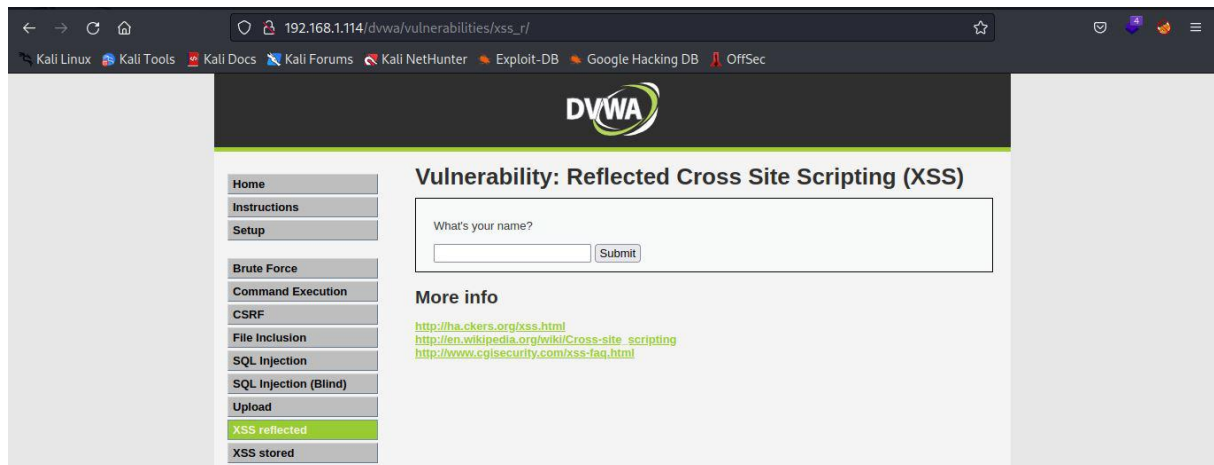 192.168.1.114/dvwa/vulnerabilities/xss_r/
4
Kali Linux Kali Tools Kali Docs Kali Forums Kali NetHunter Exploit-DB Google Hacking DB OffSec
DVWA
Vulnerability: Reflected Cross Site Scripting (XSS)
Home
Instructions
Setup
Brute Force
Command Execution
CSRF
File Inclusion
SQL Injection
SQL Injection (Blind)
Upload
XSS reflected
XSS stored
What's your name?
Submit
More info
http://ha.ckers.org/xss.html
http://en.wikipedia.org/wiki/Cross-site_scripting
http://www.cgisecurity.com/xss-faq.html